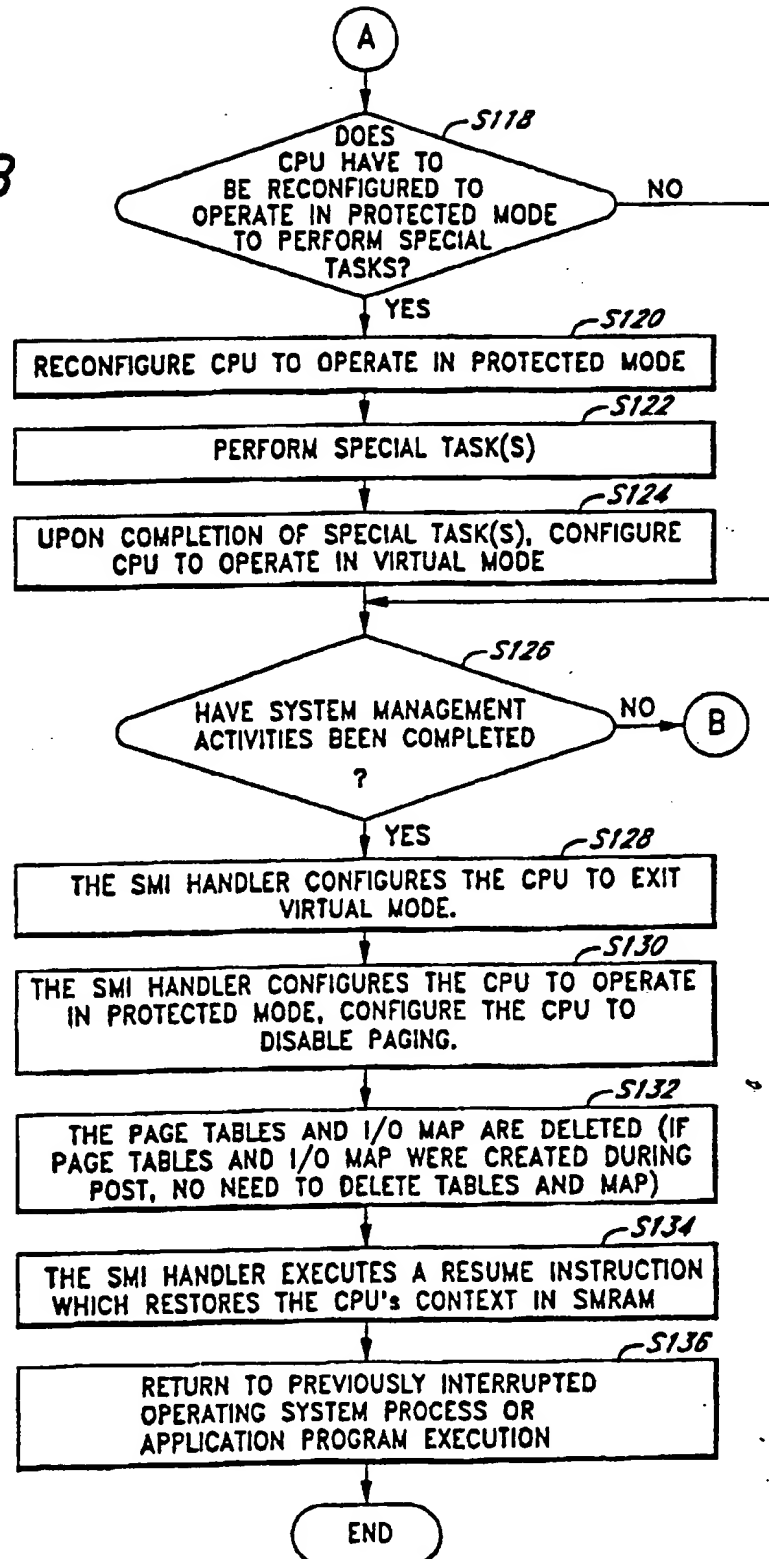 A
S118
DOES
CPU HAVE TO
BE RECONFIGURED TO
OPERATE IN PROTECTED MODE
TO PERFORM SPECIAL
TASKS?
NO
YES
S120
RECONFIGURE CPU TO OPERATE IN PROTECTED MODE
S122
PERFORM SPECIAL TASK(S)
S124
UPON COMPLETION OF SPECIAL TASK(S), CONFIGURE
CPU TO OPERATE IN VIRTUAL MODE
S126
HAVE SYSTEM MANAGEMENT
ACTIVITIES BEEN COMPLETED
?
NO
B
YES
S128
THE SMI HANDLER CONFIGURES THE CPU TO EXIT
VIRTUAL MODE.
S130
THE SMI HANDLER CONFIGURES THE CPU TO OPERATE
IN PROTECTED MODE, CONFIGURE THE CPU TO
DISABLE PAGING.
S132
THE PAGE TABLES AND I/O MAP ARE DELETED (IF
PAGE TABLES AND I/O MAP WERE CREATED DURING
POST, NO NEED TO DELETE TABLES AND MAP)
S134
THE SMI HANDLER EXECUTES A RESUME INSTRUCTION
WHICH RESTORES THE CPU's CONTEXT IN SMRAM
S136
RETURN TO PREVIOUSLY INTERRUPTED
OPERATING SYSTEM PROCESS OR
APPLICATION PROGRAM EXECUTION
END